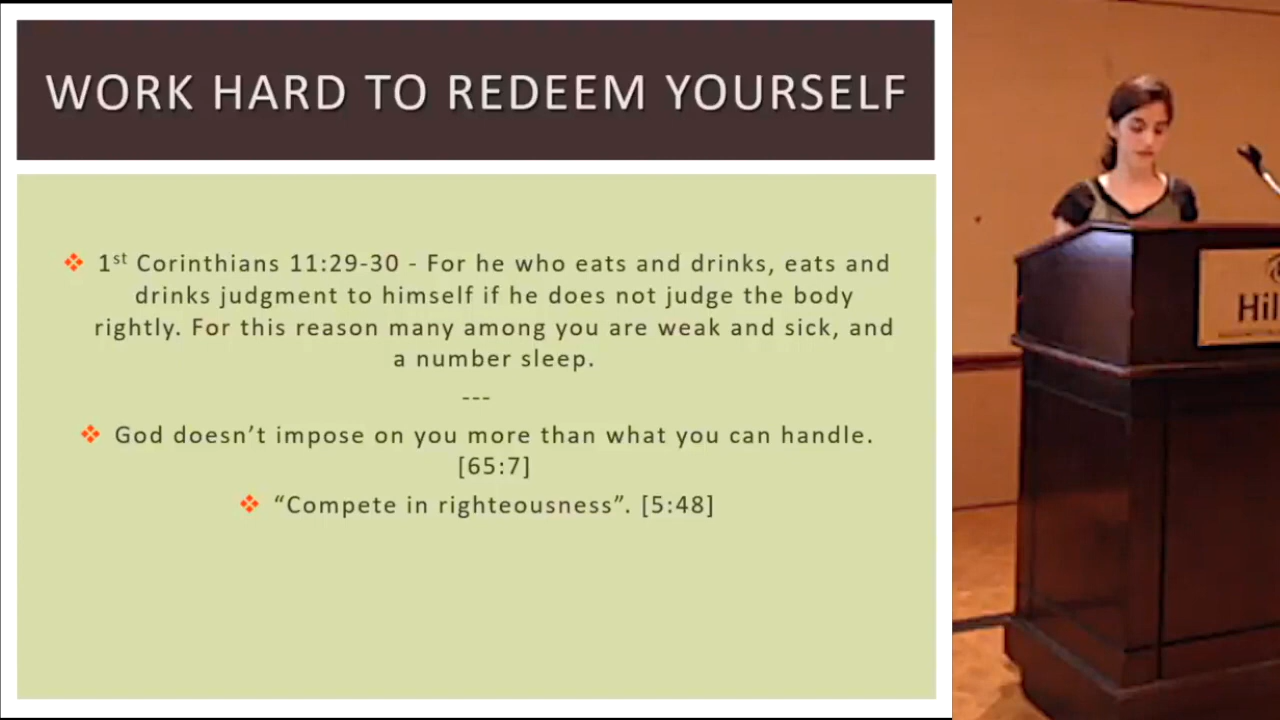 WORK HARD TO REDEEM YOURSELF
❖ 1st Corinthians 11:29-30 - For he who eats and drinks, eats and
drinks judgment to himself if he does not judge the body
rightly. For this reason many among you are weak and sick, and
a number sleep.
---
❖ God doesn’t impose on you more than what you can handle.
[65:7]
❖ “Compete in righteousness”. [5:48]
Hil